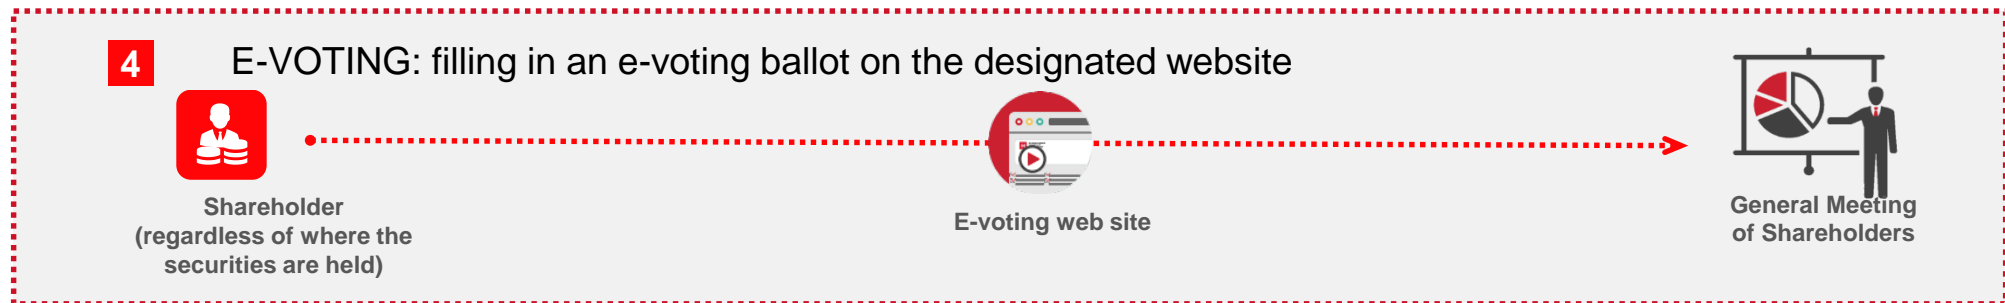 4
E-VOTING: filling in an e-voting ballot on the designated website
Shareholder
(regardless of where the
securities are held)
E-voting web site
General Meeting
of Shareholders